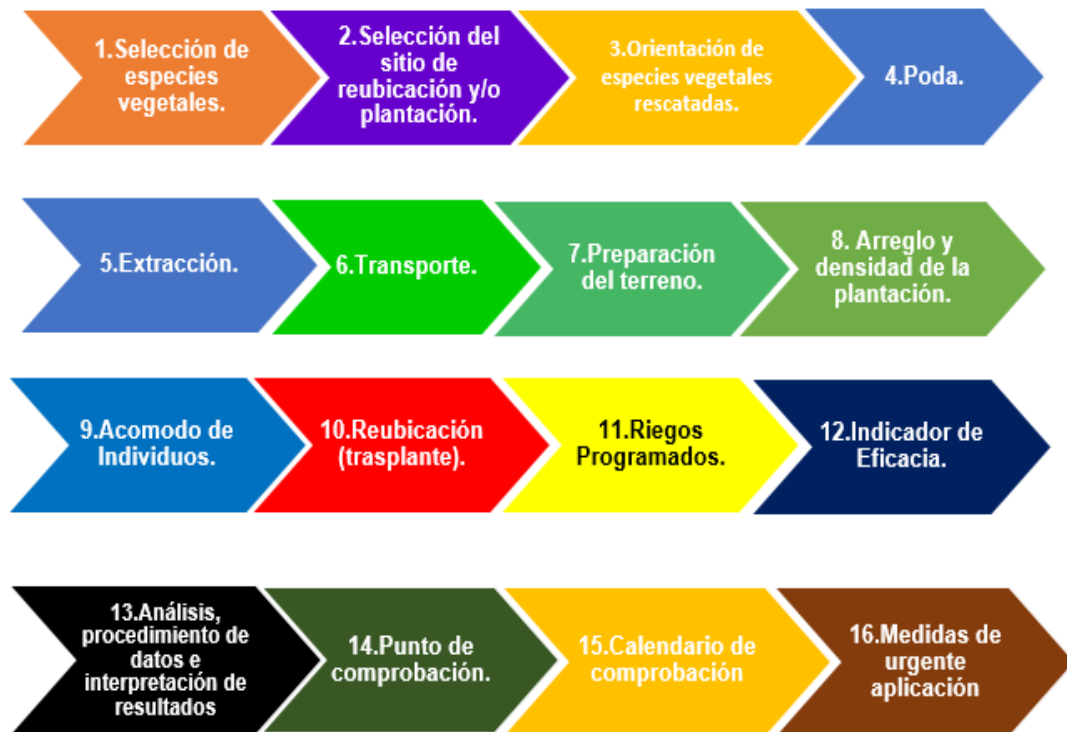 1.Selección de
especies
vegetales.
2.Selección del
sitio de
reubicación y/o
plantación.
3.Orientación de
especies vegetales
rescatadas.
4.Poda.
5.Extracción.
6.Transporte.
7.Preparación
del terreno.
8. Arreglo y
densidad de la
plantación.
9.Acomodo de
Individuos.
10.Reubicación
(trasplante).
11.Riegos
Programados.
12.Indicador de
Eficacia.
13.Análisis,
procedimiento de
datos e
interpretación de
resultados
14.Punto de
comprobación.
15.Calendario de
comprobación
16.Medidas de
urgente
aplicación